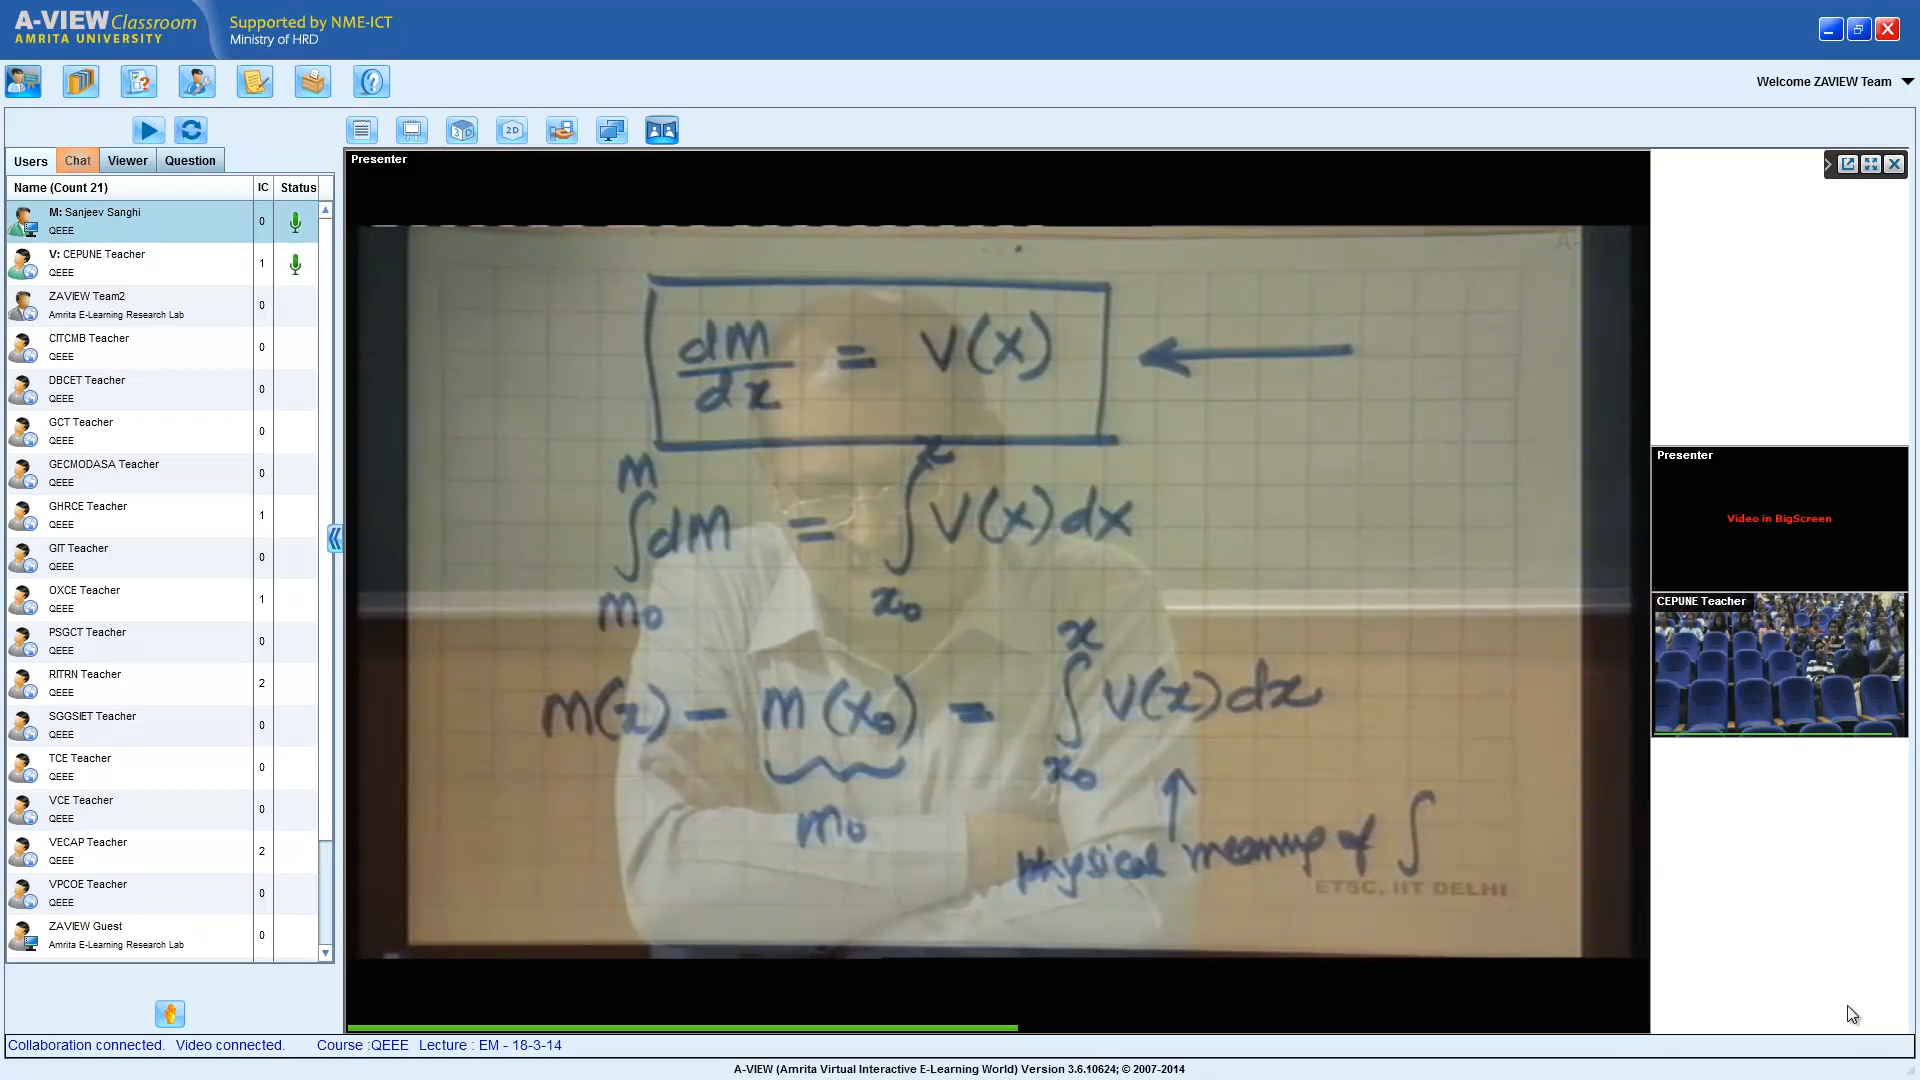 A-VIEW Classroom
AMRITA UNIVERSITY
Supported by NME-ICT
Ministry of HRD
Welcome ZAVIEW Team
3D
2D
Users Chat Viewer Question
Name (Count 21) IC Status
M: Sanjeev Sanghi
QEEE
0
V: CEPUNE Teacher
QEEE
1
ZAVIEW Team2
Amrita E-Learning Research Lab
0
CITCMB Teacher
QEEE
0
DBCET Teacher
QEEE
0
GCT Teacher
QEEE
0
GECMODASA Teacher
QEEE
0
GHRCE Teacher
QEEE
1
GIT Teacher
QEEE
0
OXCE Teacher
QEEE
1
PSGCT Teacher
QEEE
0
RITRN Teacher
QEEE
2
SGGSIET Teacher
QEEE
0
TCE Teacher
QEEE
0
VCE Teacher
QEEE
0
VECAP Teacher
QEEE
2
VPCOE Teacher
QEEE
0
ZAVIEW Guest
Amrita E-Learning Research Lab
0
Presenter
dM/dx = V(x)
∫_{M0}^{M} dM = ∫_{x0}^{x} V(x) dx
M(x) - M(x0) = ∫_{x0}^{x} V(x) dx
M0
physical meaning of ∫
ETSC, IIT DELHI
Presenter
Video in BigScreen
CEPUNE Teacher
Collaboration connected. Video connected. Course :QEEE Lecture : EM - 18-3-14
A-VIEW (Amrita Virtual Interactive E-Learning World) Version 3.6.10624; © 2007-2014